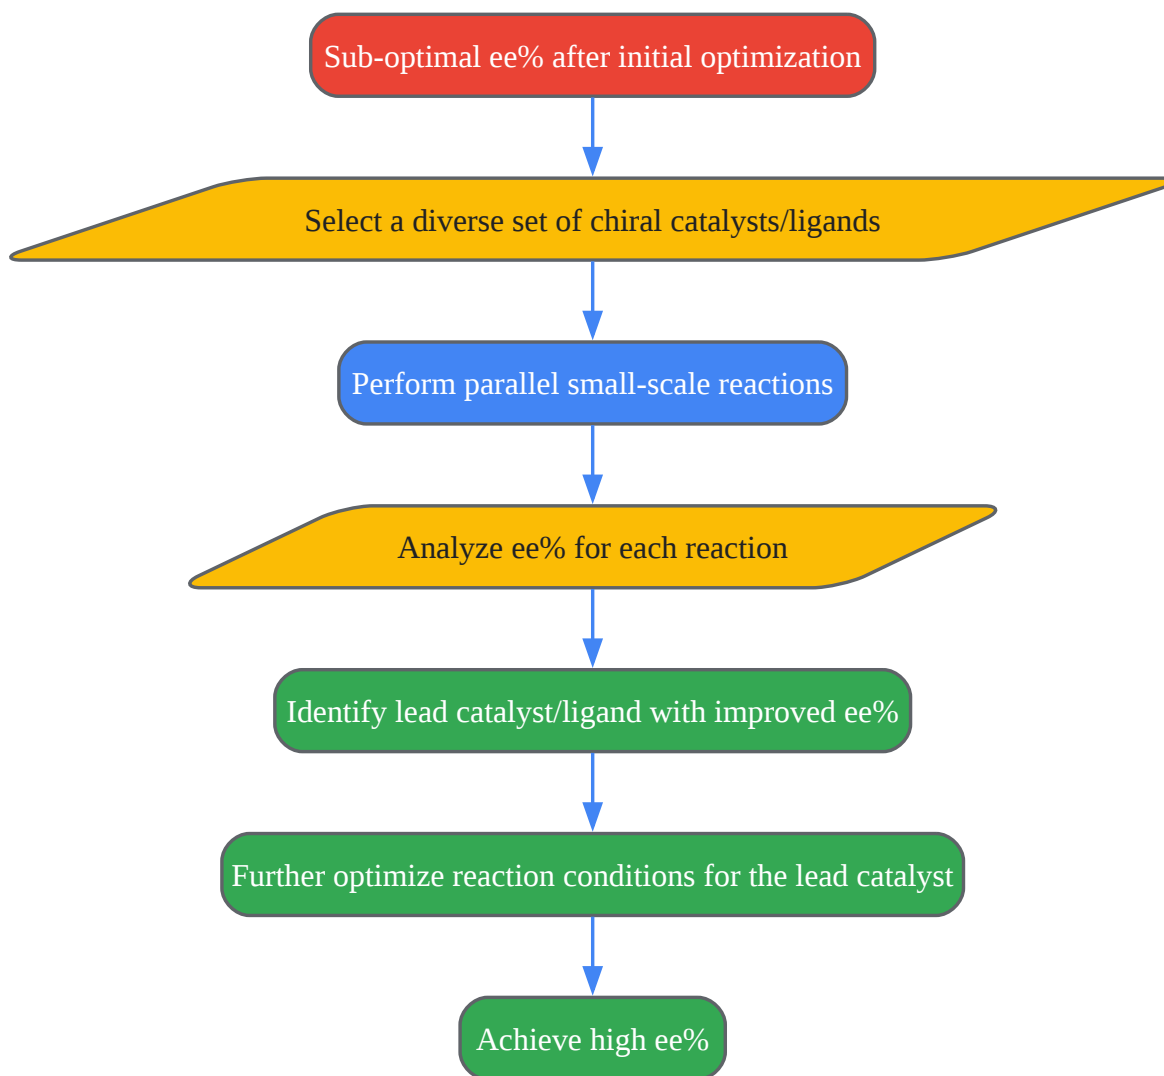 Sub-optimal ee% after initial optimization
Select a diverse set of chiral catalysts/ligands
Perform parallel small-scale reactions
Analyze ee% for each reaction
Identify lead catalyst/ligand with improved ee%
Further optimize reaction conditions for the lead catalyst
Achieve high ee%